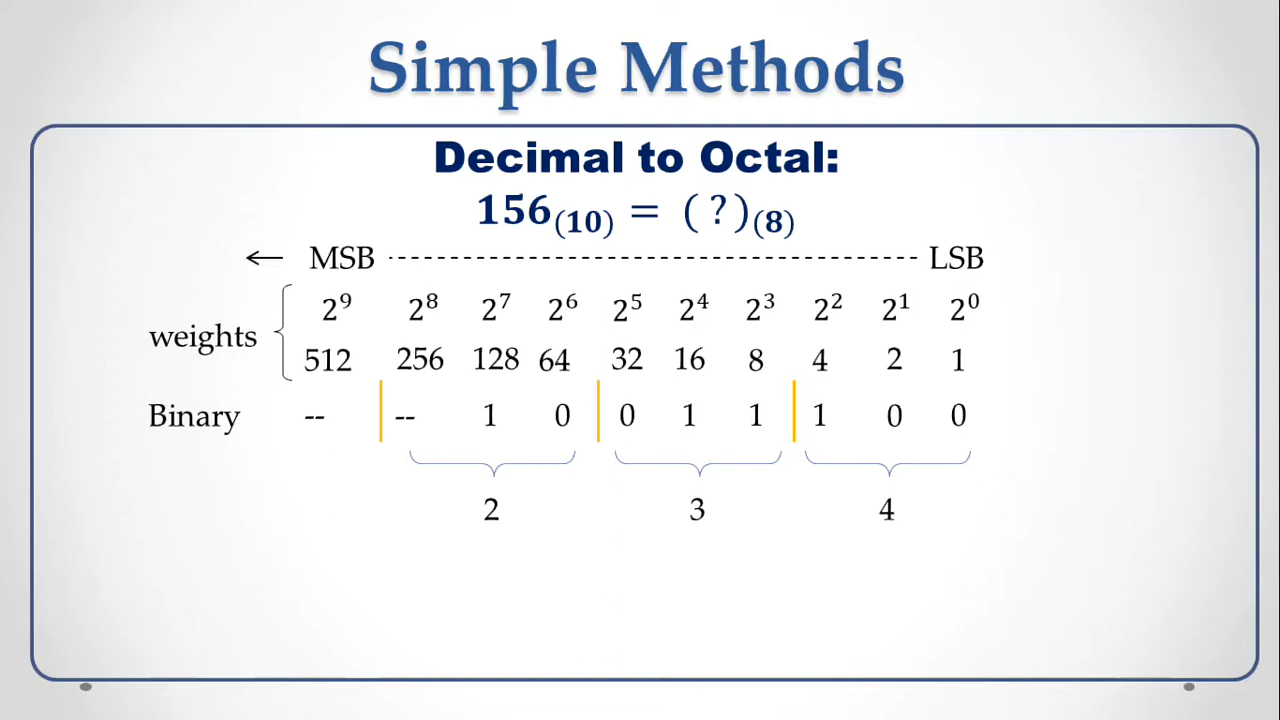 Simple Methods
Decimal to Octal:
156₍₁₀₎ = (?)₍₈₎
← MSB -------------------------------------------- LSB
2⁹ 2⁸ 2⁷ 2⁶ 2⁵ 2⁴ 2³ 2² 2¹ 2⁰
weights
512 256 128 64 32 16 8 4 2 1
Binary -- -- 1 0 0 1 1 1 0 0
2 3 4